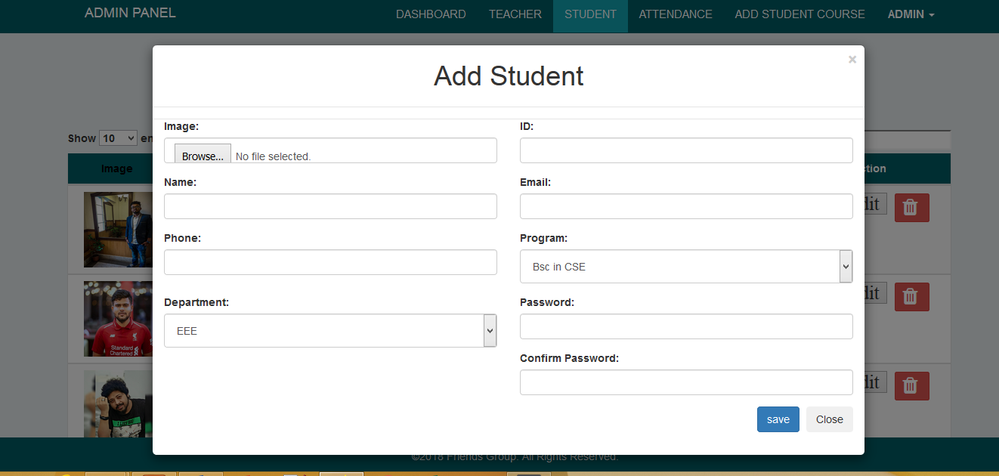 ADMIN PANEL DASHBOARD TEACHER STUDENT ATTENDANCE ADD STUDENT COURSE ADMIN
×
Add Student
Show 10 en
Image ction
Image: ID:
Browse... No file selected.
Name: Email:
Phone: Program:
Bsc in CSE
Department: Password:
EEE
Confirm Password:
save Close
dit
dit
Standard
Chartered
dit
©2018 Friends Group. All Rights Reserved.